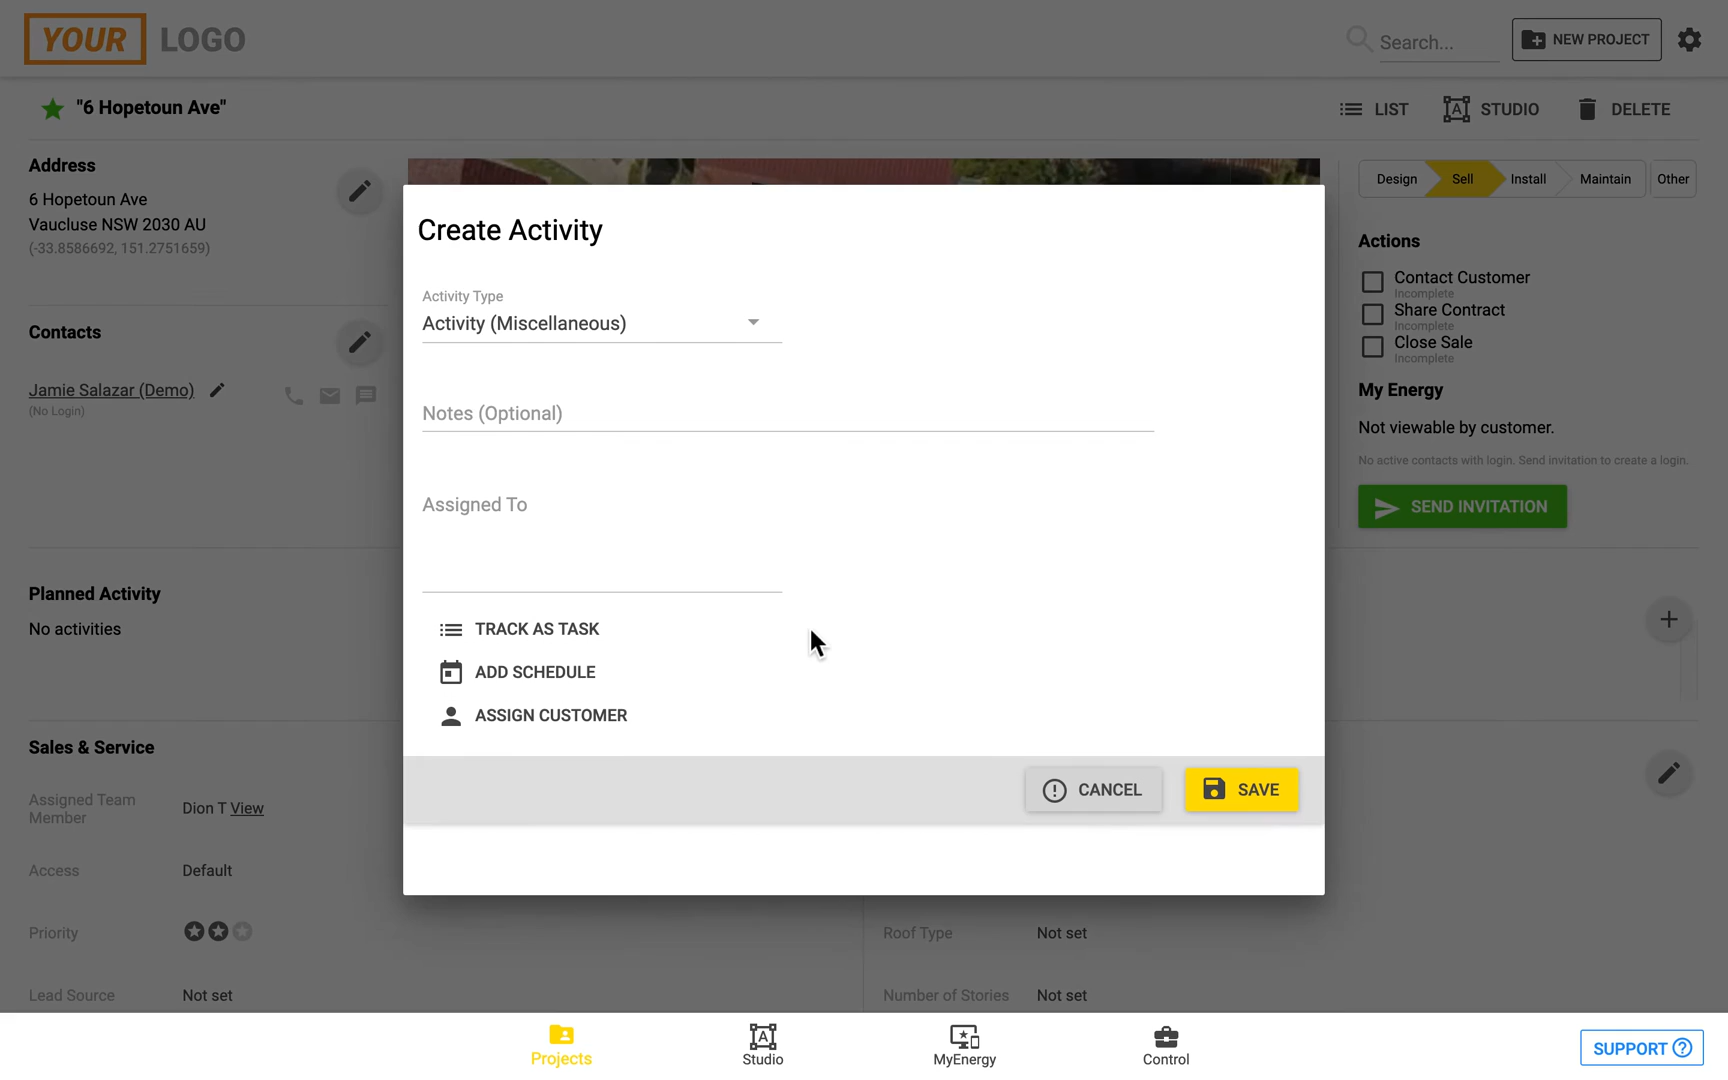 YOUR LOGO
Search...
NEW PROJECT
"6 Hopetoun Ave"
LIST
STUDIO
DELETE
Address
6 Hopetoun Ave
Vaucluse NSW 2030 AU
(-33.8586692, 151.2751659)
Contacts
Jamie Salazar (Demo)
(No Login)
Planned Activity
No activities
Sales & Service
Assigned Team
Member
Dion T View
Access
Default
Priority
Lead Source
Not set
Create Activity
Activity Type
Activity (Miscellaneous)
Notes (Optional)
Assigned To
TRACK AS TASK
ADD SCHEDULE
ASSIGN CUSTOMER
CANCEL
SAVE
Roof Type
Not set
Number of Stories
Not set
Design
Sell
Install
Maintain
Other
Actions
Contact Customer
Incomplete
Share Contract
Incomplete
Close Sale
Incomplete
My Energy
Not viewable by customer.
No active contacts with login. Send invitation to create a login.
SEND INVITATION
Projects
Studio
MyEnergy
Control
SUPPORT